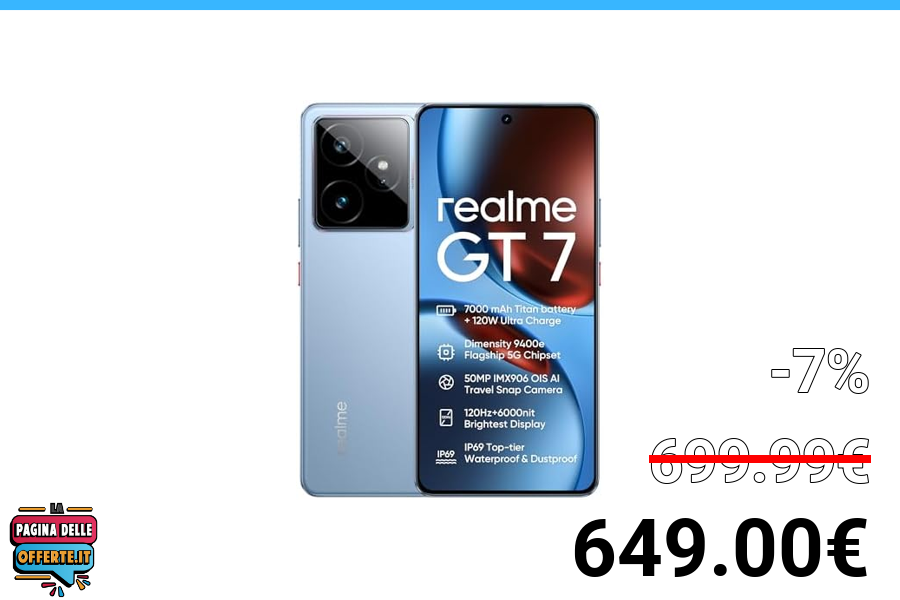 realme
GT 7
7000 mAh Titan battery
+ 120W Ultra Charge
Dimensity 9400e
Flagship 5G Chipset
50MP IMX906 OIS AI
Travel Snap Camera
120Hz+6000nit
Brightest Display
IP69
IP69 Top-tier
Waterproof & Dustproof
realme
-7%
699.99€
649.00€
LA
PAGINA DELLE
OFFERTE.IT